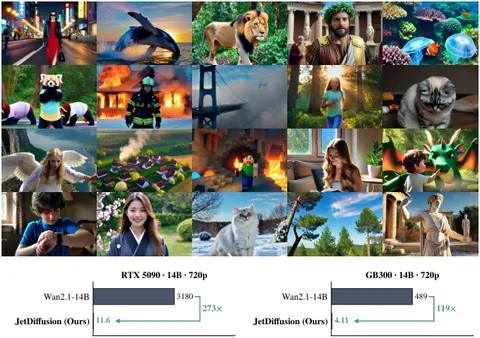 RTX 5090 · 14B · 720p
Wan2.1-14B
3180
273×
JetDiffusion (Ours)
11.6
GB300 · 14B · 720p
Wan2.1-14B
489
119×
JetDiffusion (Ours)
4.11